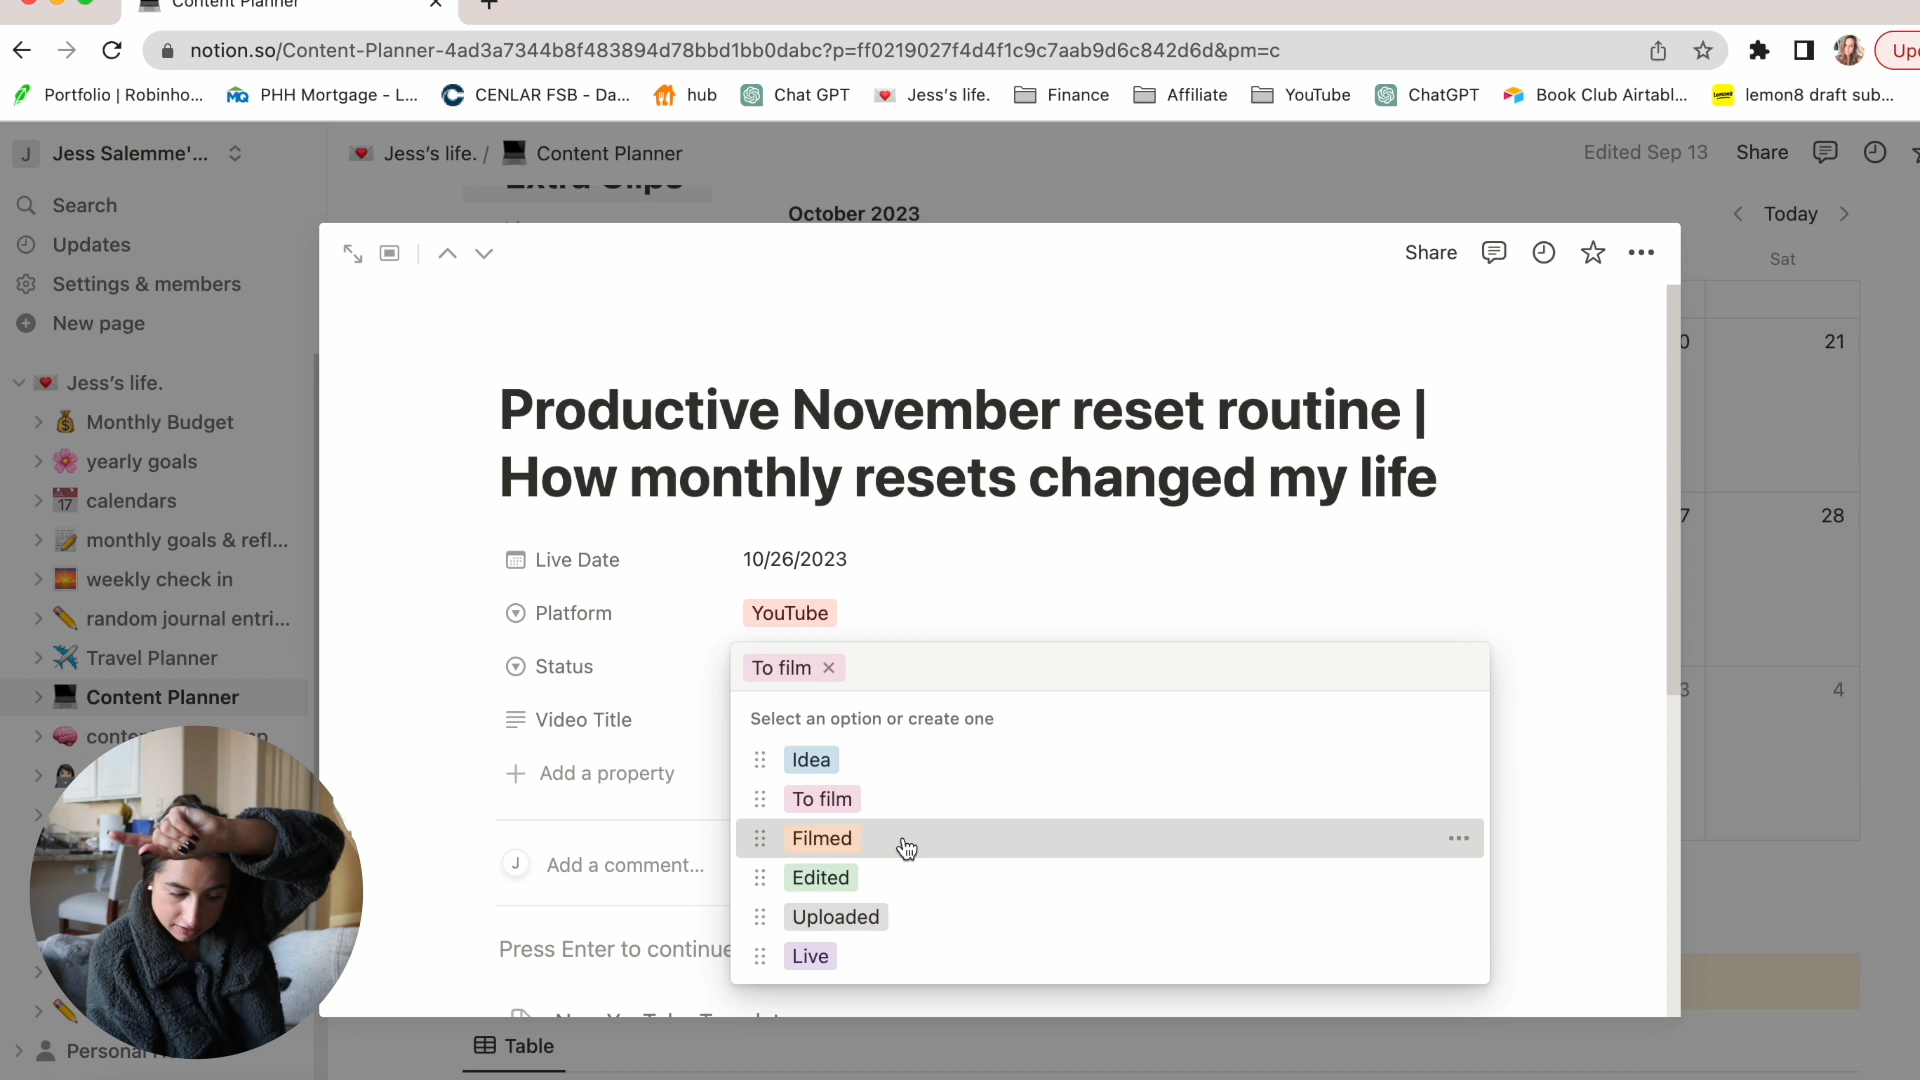 Content Planner
notion.so/Content-Planner-4ad3a7344b8f483894d78bbd1bb0dabc?p=ff0219027f4d4f1c9c7aab9d6c842d6d&pm=c
Portfolio | Robinho...
PHH Mortgage - L...
CENLAR FSB - Da...
hub
Chat GPT
Jess's life.
Finance
Affiliate
YouTube
ChatGPT
Book Club Airtabl...
lemon8 draft sub...
J Jess Salemme'...
Jess's life. / Content Planner
Edited Sep 13
Share
Search
Updates
Settings & members
New page
Jess's life.
Monthly Budget
yearly goals
17 calendars
monthly goals & refl...
weekly check in
random journal entri...
Travel Planner
Content Planner
Extra Clips
October 2023
Today
Sat
21
28
4
Share
Productive November reset routine |
How monthly resets changed my life
Live Date 10/26/2023
Platform YouTube
Status To film
Video Title
Add a property
Select an option or create one
Idea
To film
Filmed
Edited
Uploaded
Live
J Add a comment...
Press Enter to continue
Table